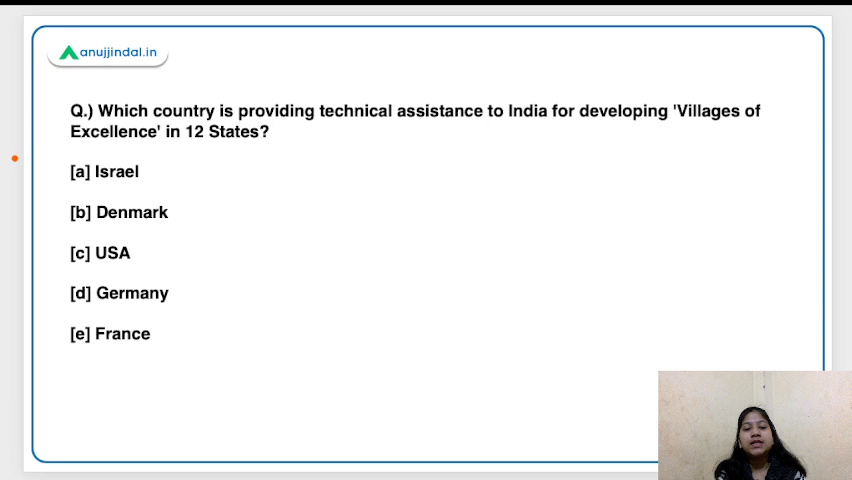 anujjindal.in
Q.) Which country is providing technical assistance to India for developing 'Villages of
Excellence' in 12 States?
[a] Israel
[b] Denmark
[c] USA
[d] Germany
[e] France